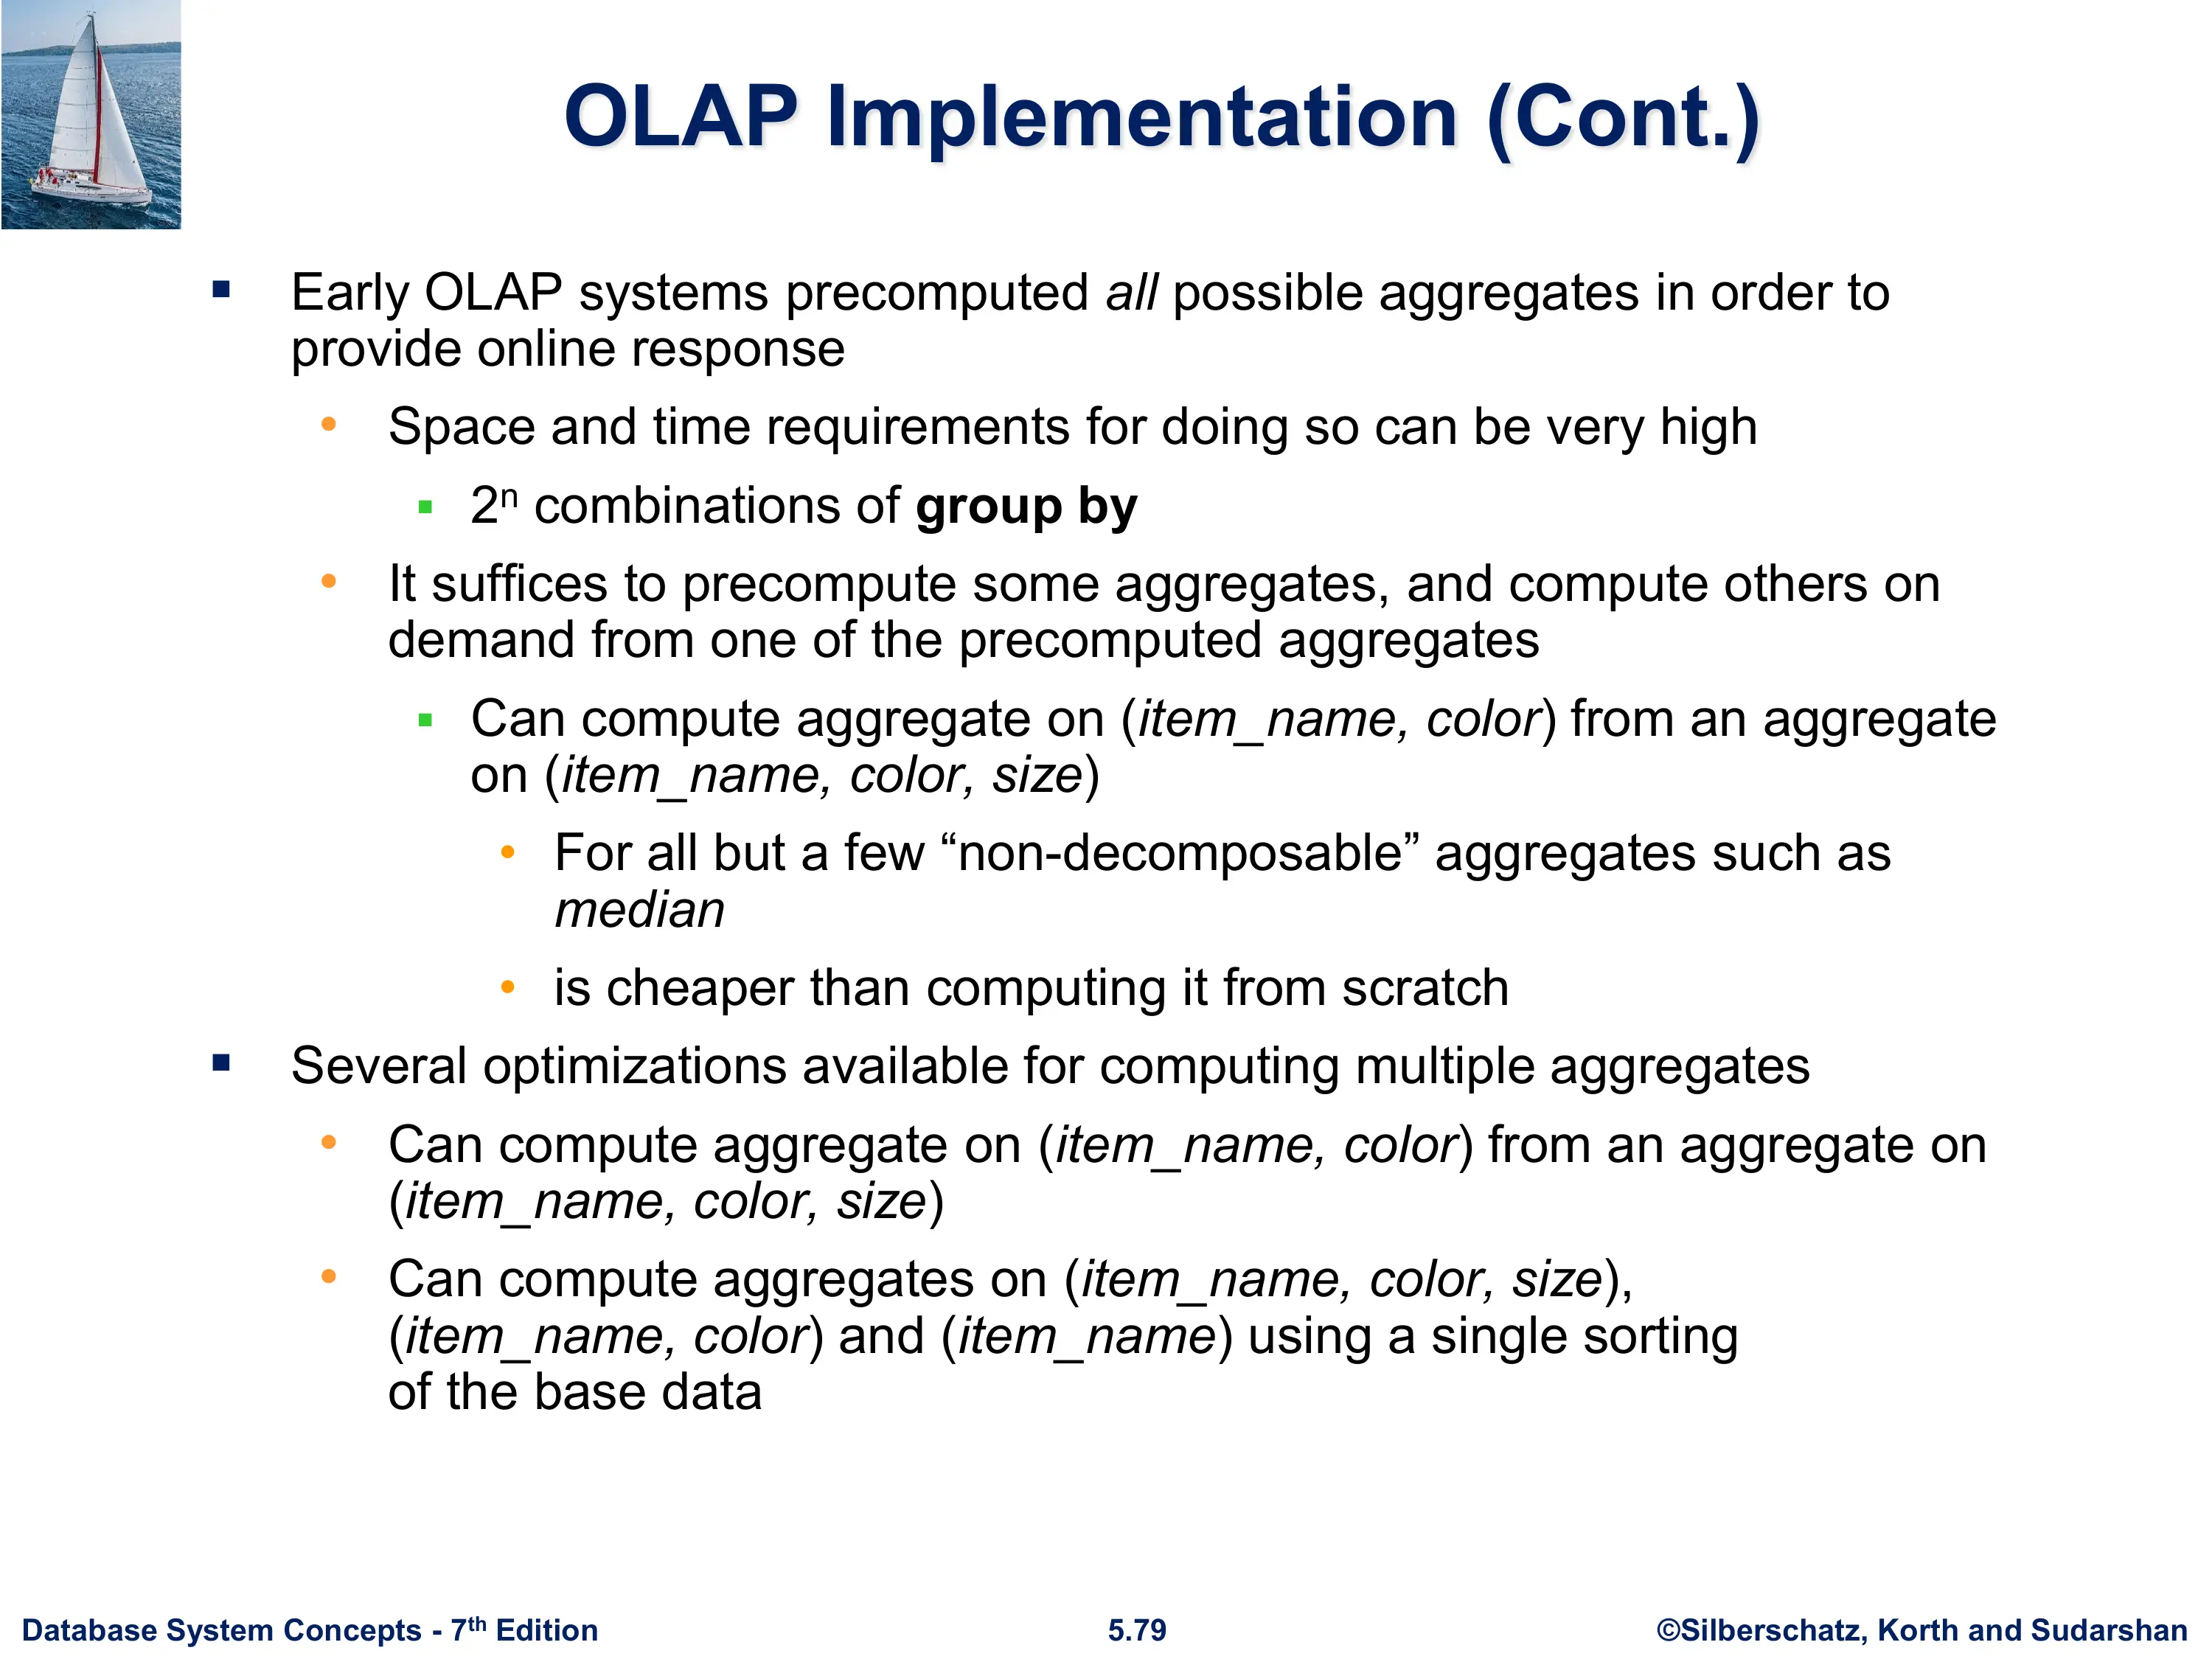 OLAP Implementation (Cont.)
▪ Early OLAP systems precomputed all possible aggregates in order to
provide online response
• Space and time requirements for doing so can be very high
▪ 2ⁿ combinations of group by
• It suffices to precompute some aggregates, and compute others on
demand from one of the precomputed aggregates
▪ Can compute aggregate on (item_name, color) from an aggregate
on (item_name, color, size)
• For all but a few “non-decomposable” aggregates such as
median
• is cheaper than computing it from scratch
▪ Several optimizations available for computing multiple aggregates
• Can compute aggregate on (item_name, color) from an aggregate on
(item_name, color, size)
• Can compute aggregates on (item_name, color, size),
(item_name, color) and (item_name) using a single sorting
of the base data
Database System Concepts - 7th Edition
5.79
©Silberschatz, Korth and Sudarshan